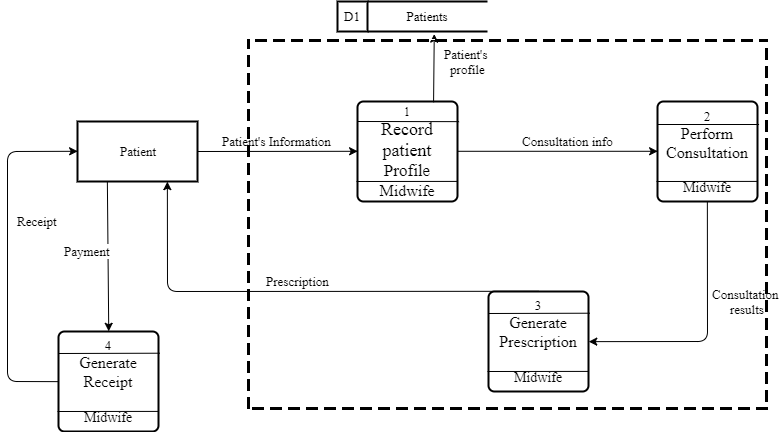 D1 Patients
Patient's
profile
1
Record
patient
Profile
Midwife
2
Perform
Consultation
Midwife
Patient
Patient's Information
Consultation info
Receipt
Payment
Prescription
Consultation
results
3
Generate
Prescription
Midwife
4
Generate
Receipt
Midwife